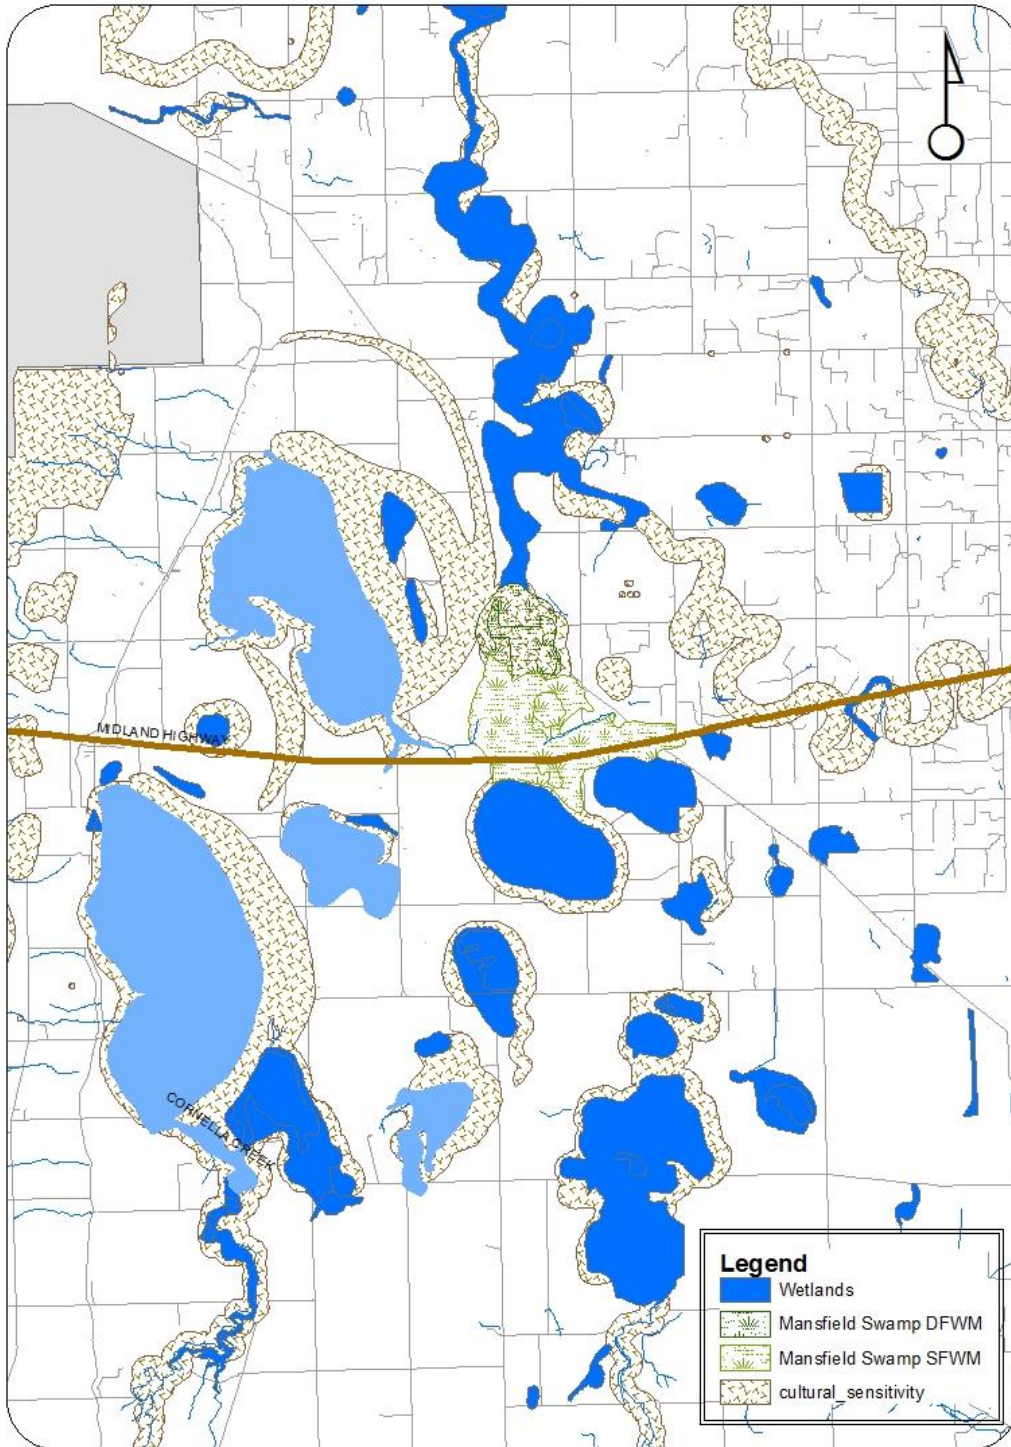 MIDLAND HIGHWAY
CORNELLA CREEK
Legend
Wetlands
Mansfield Swamp DFWM
Mansfield Swamp SFWM
cultural_sensitivity